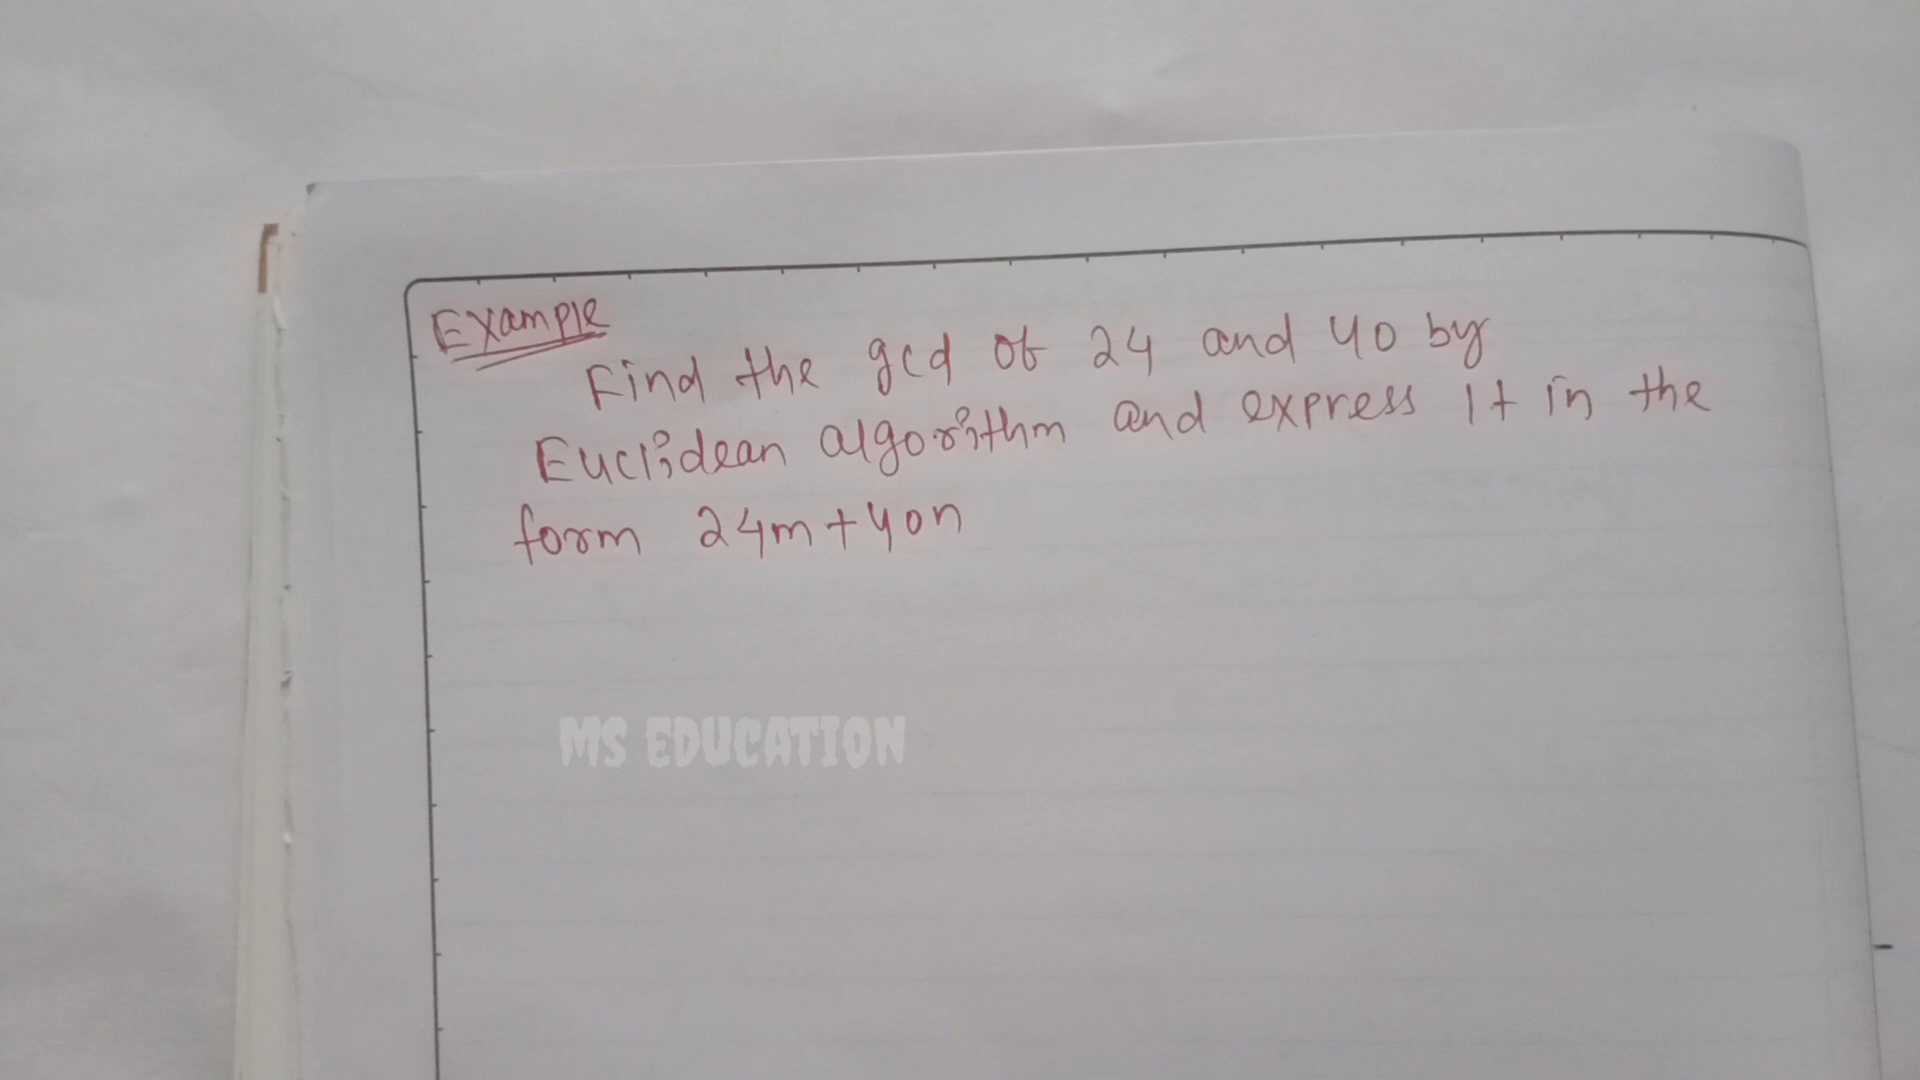 Example
Find the gcd of 24 and 40 by
Euclidean algorithm and express it in the
form 24m+40n
MS EDUCATION